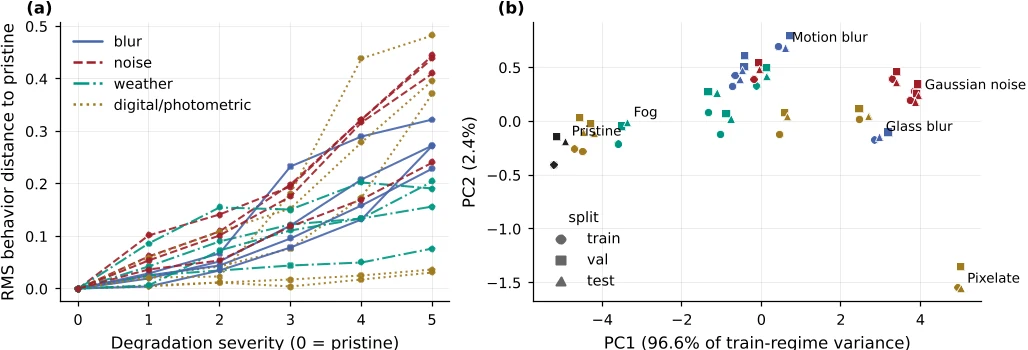 (a)
RMS behavior distance to pristine
0.5
0.4
0.3
0.2
0.1
0.0
blur
noise
weather
digital/photometric
0 1 2 3 4 5
Degradation severity (0 = pristine)
(b)
PC2 (2.4%)
0.5
0.0
−0.5
−1.0
−1.5
Motion blur
Gaussian noise
Glass blur
Fog
Pristine
Pixelate
split
train
val
test
−4 −2 0 2 4
PC1 (96.6% of train-regime variance)